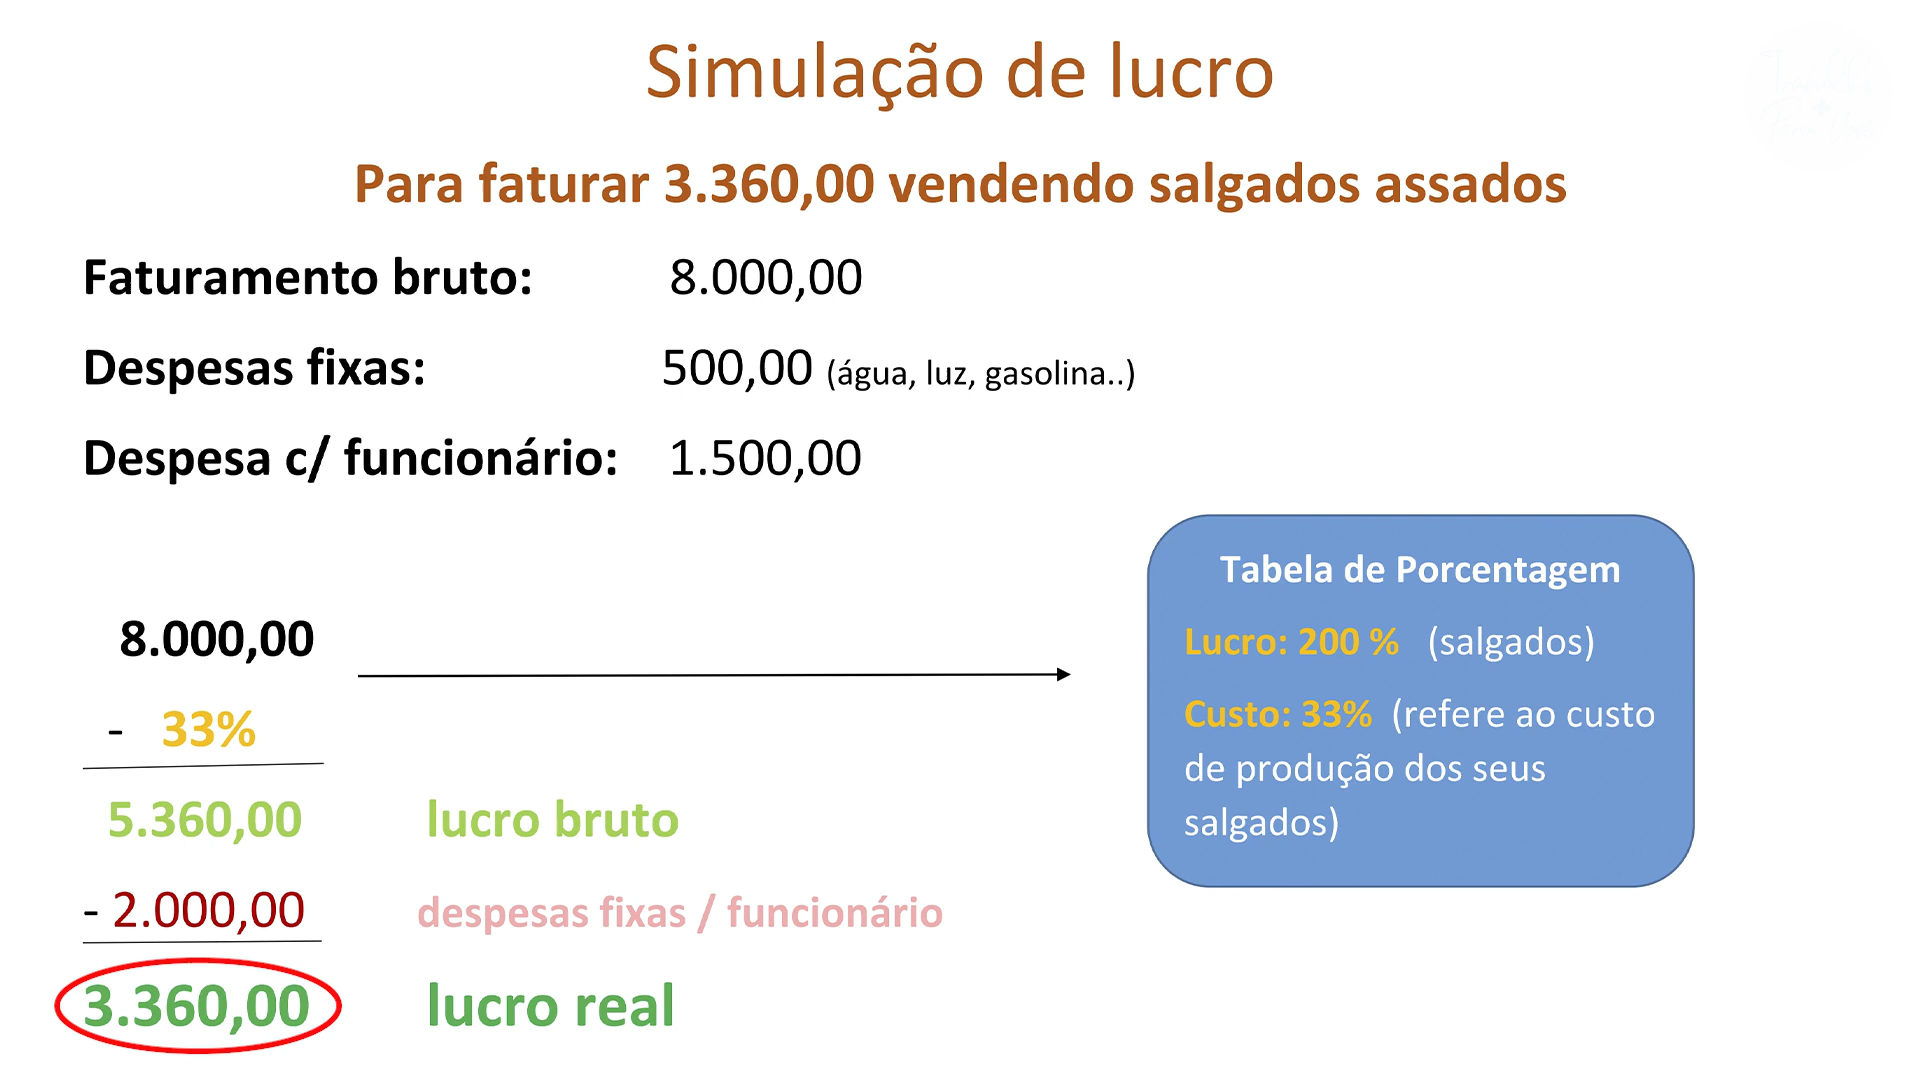 Simulação de lucro
Para faturar 3.360,00 vendendo salgados assados
Faturamento bruto: 8.000,00
Despesas fixas: 500,00 (água, luz, gasolina..)
Despesa c/ funcionário: 1.500,00
8.000,00
- 33%
5.360,00 lucro bruto
- 2.000,00 despesas fixas / funcionário
3.360,00 lucro real
Tabela de Porcentagem
Lucro: 200 % (salgados)
Custo: 33% (refere ao custo
de produção dos seus
salgados)